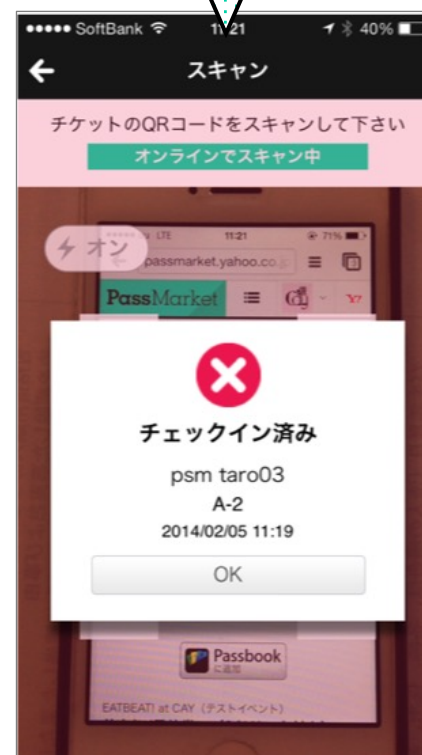 SoftBank 11:21 40%
スキャン
チケットのQRコードをスキャンして下さい
オンラインでスキャン中
LTE 11:21 71%
オン
passmarket.yahoo.co.j
PassMarket
チェックイン済み
psm taro03
A-2
2014/02/05 11:19
OK
Passbook
に追加
EATBEAT! at CAY（テストイベント）